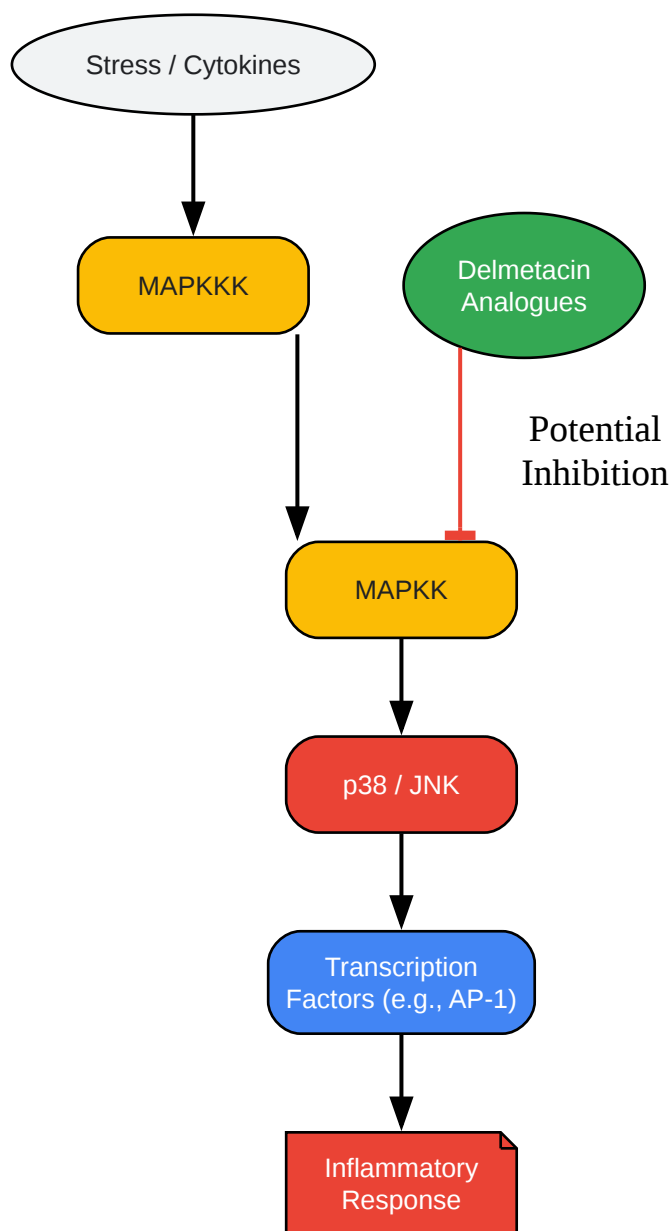 Stress / Cytokines
MAPKKK
Delmetacin
Analogues
Potential
Inhibition
MAPKK
p38 / JNK
Transcription
Factors (e.g., AP-1)
Inflammatory
Response